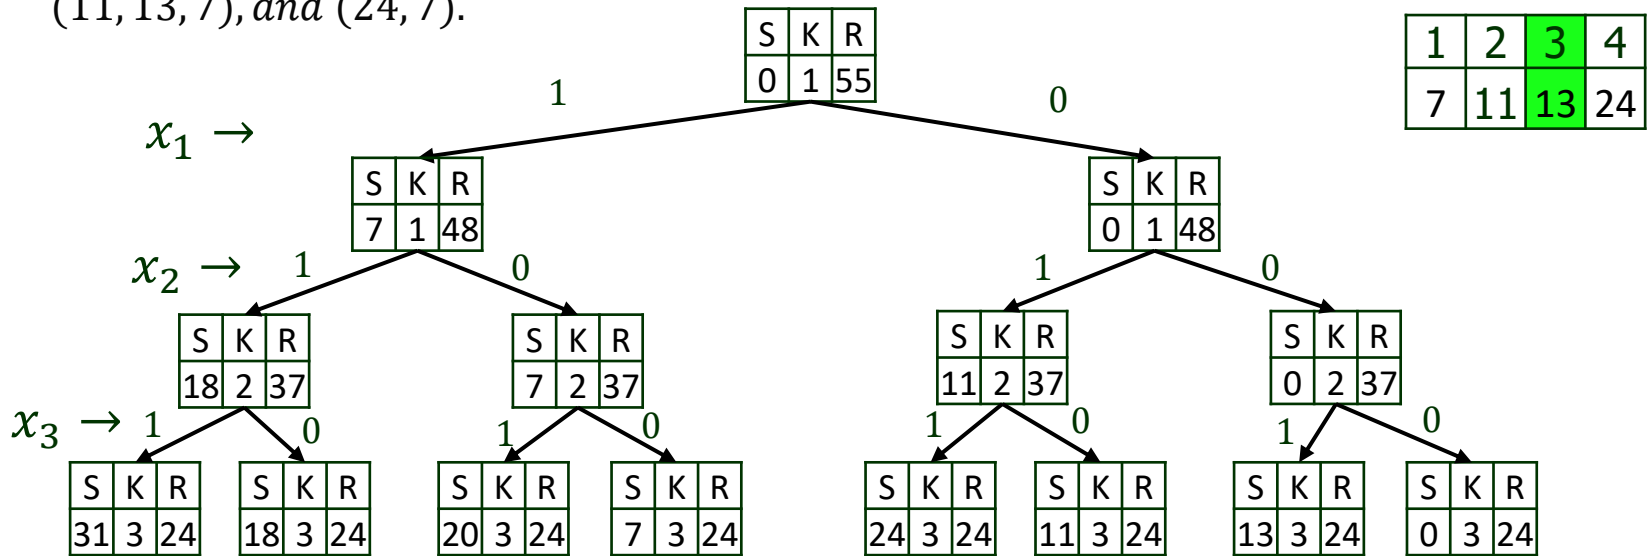 (11, 13, 7), and (24, 7).
S K R
0 1 55
1 2 3 4
7 11 13 24
1 0
x₁ →
S K R
7 1 48
S K R
0 1 48
x₂ → 1 0 1 0
S K R
18 2 37
S K R
7 2 37
S K R
11 2 37
S K R
0 2 37
x₃ → 1 0 1 0 1 0 1 0
S K R
31 3 24
S K R
18 3 24
S K R
20 3 24
S K R
7 3 24
S K R
24 3 24
S K R
11 3 24
S K R
13 3 24
S K R
0 3 24